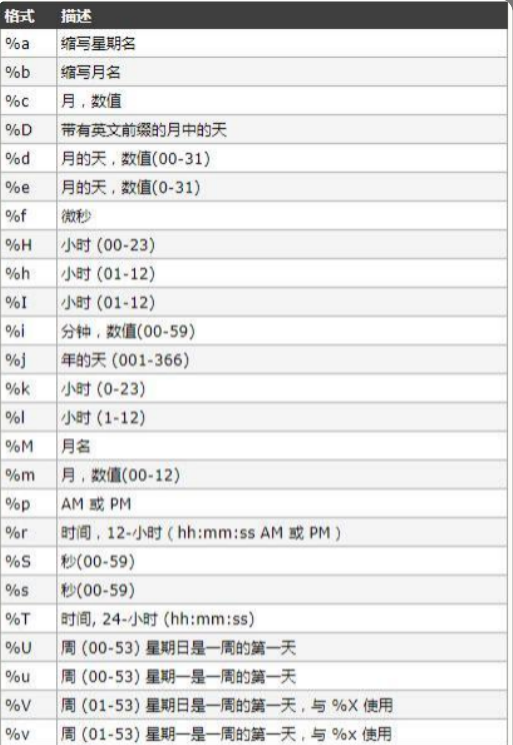 格式 描述
%a 缩写星期名
%b 缩写月名
%c 月，数值
%D 带有英文前缀的月中的天
%d 月的天，数值(00-31)
%e 月的天，数值(0-31)
%f 微秒
%H 小时 (00-23)
%h 小时 (01-12)
%I 小时 (01-12)
%i 分钟，数值(00-59)
%j 年的天 (001-366)
%k 小时 (0-23)
%l 小时 (1-12)
%M 月名
%m 月，数值(00-12)
%p AM 或 PM
%r 时间，12-小时（hh:mm:ss AM 或 PM）
%S 秒(00-59)
%s 秒(00-59)
%T 时间, 24-小时 (hh:mm:ss)
%U 周 (00-53) 星期日是一周的第一天
%u 周 (00-53) 星期一是一周的第一天
%V 周 (01-53) 星期日是一周的第一天，与 %X 使用
%v 周 (01-53) 星期一是一周的第一天，与 %x 使用